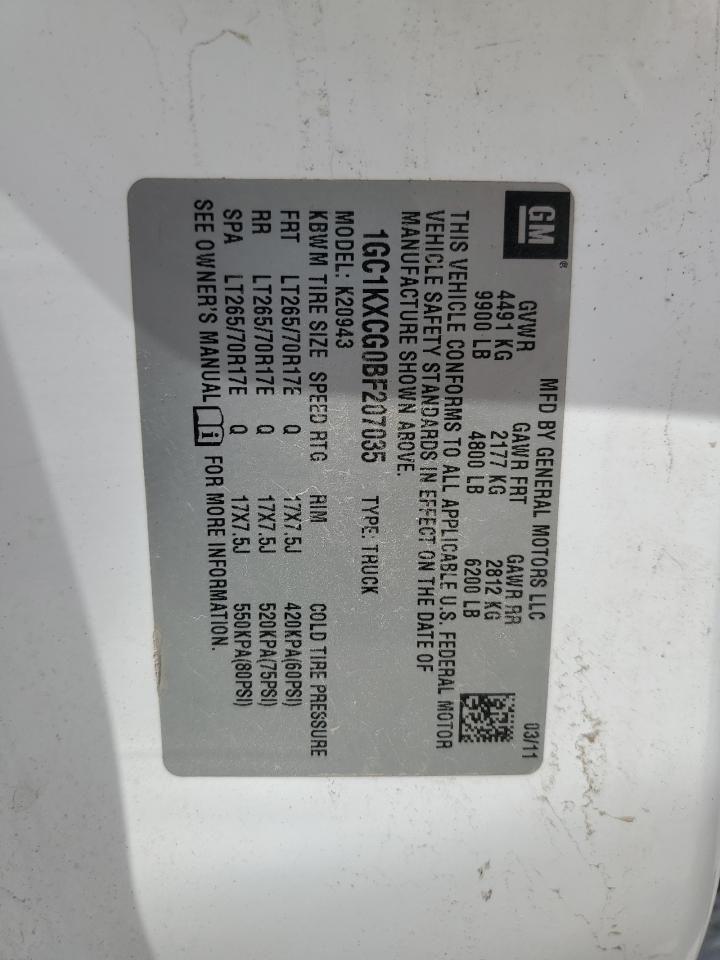 GM®
MFD BY GENERAL MOTORS LLC 03/11
GVWR GAWR FRT GAWR RR
4491 KG 2177 KG 2812 KG
9900 LB 4800 LB 6200 LB
THIS VEHICLE CONFORMS TO ALL APPLICABLE U.S. FEDERAL MOTOR
VEHICLE SAFETY STANDARDS IN EFFECT ON THE DATE OF
MANUFACTURE SHOWN ABOVE.
1GC1KXCG0BF207035 TYPE: TRUCK
MODEL: K20943
KBWM TIRE SIZE SPEED RTG RIM COLD TIRE PRESSURE
FRT LT265/70R17E Q 17X7.5J 420KPA(60PSI)
RR LT265/70R17E Q 17X7.5J 520KPA(75PSI)
SPA LT265/70R17E Q 17X7.5J 550KPA(80PSI)
SEE OWNER'S MANUAL FOR MORE INFORMATION.